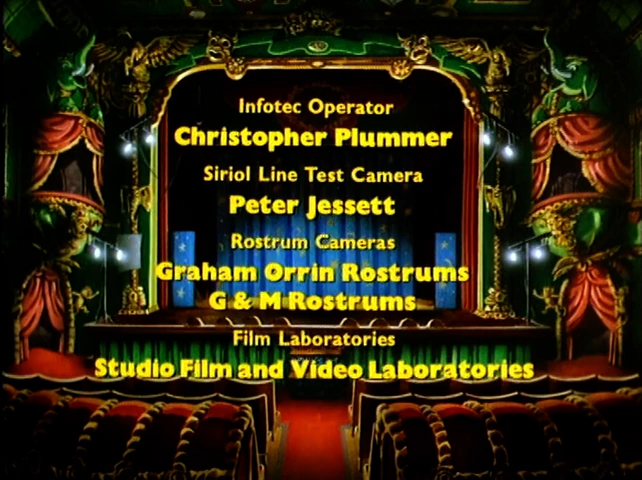 Infotec Operator
Christopher Plummer
Siriol Line Test Camera
Peter Jessett
Rostrum Cameras
Graham Orrin Rostrums
G & M Rostrums
Film Laboratories
Studio Film and Video Laboratories